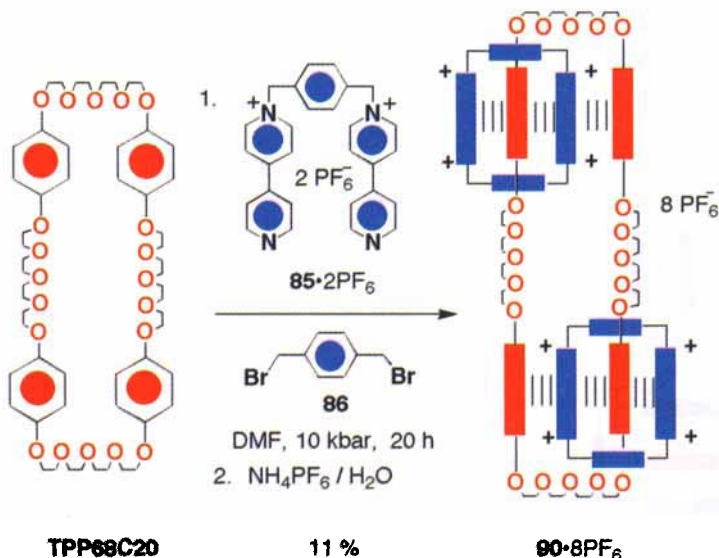 O O O O O
O O
O O
O O
O O
O O
O O O O O
1.
+ +
N N
2 PF6−
N N
85•2PF6
Br Br
86
DMF, 10 kbar, 20 h
2. NH4PF6 / H2O
O O O O O
+ +
+ +
O O
O O
O O
O O
O O
8 PF6−
+ +
+ +
O O O O O
TPP68C20 11 % 90•8PF6